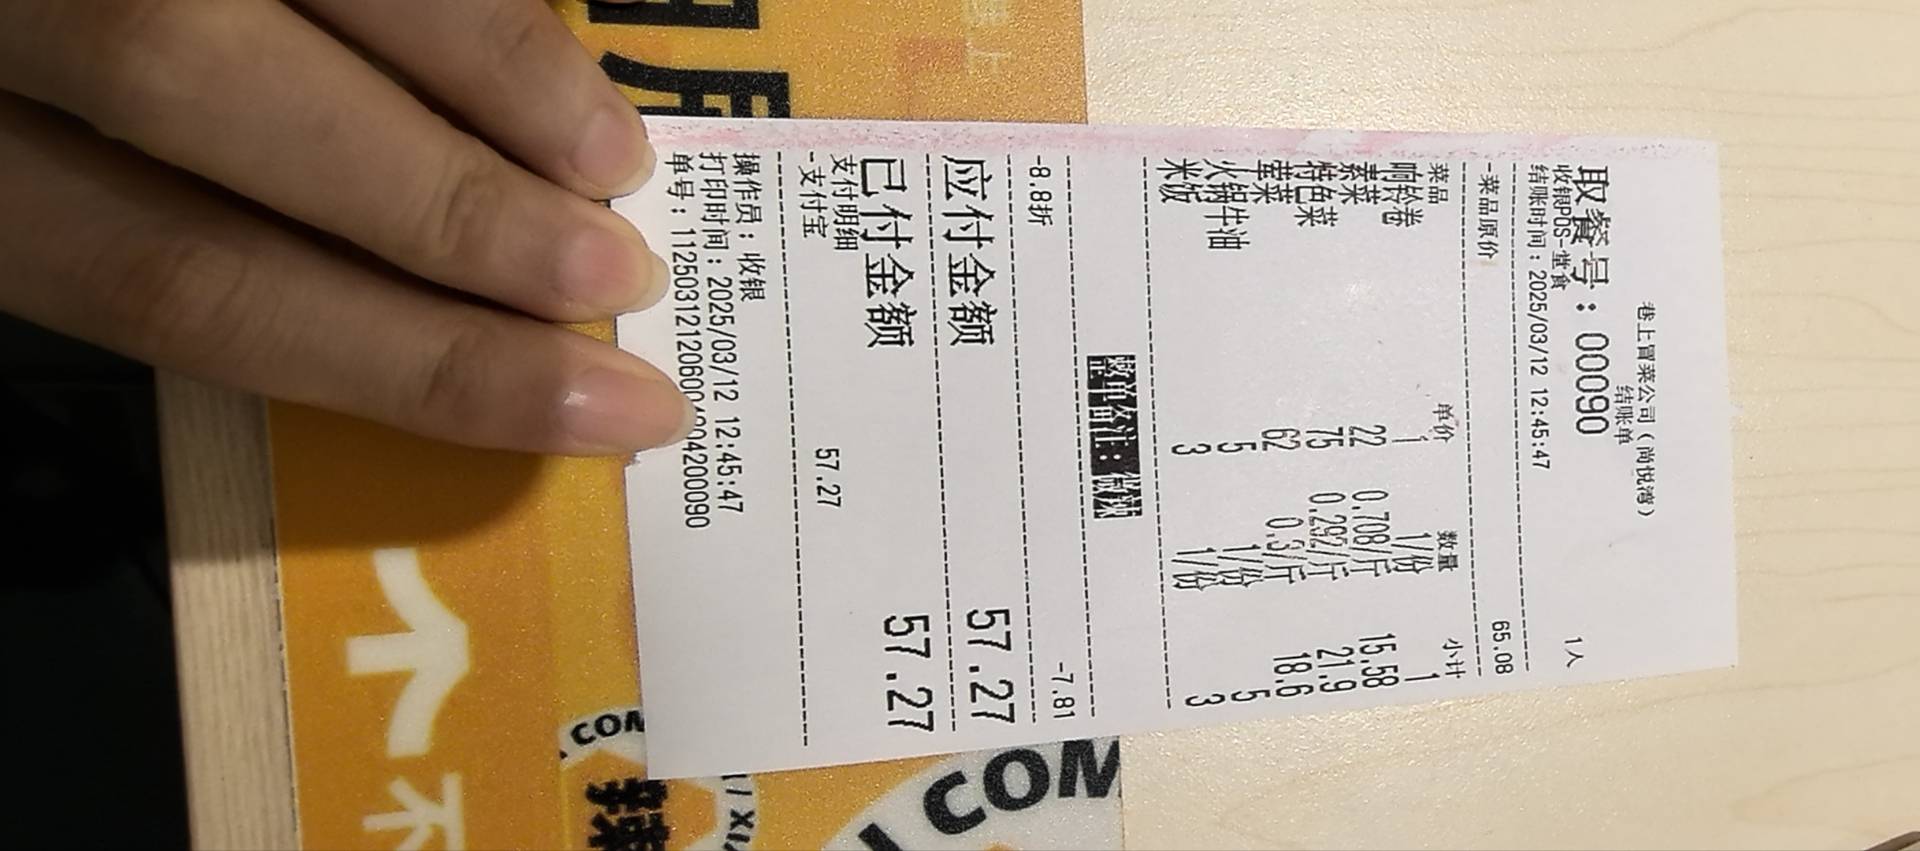 巷上冒菜公司（尚悦湾）
结账单
取餐号：00090
1人
收银POS-堂食
结账时间：2025/03/12 12:45:47
-菜品原价 65.08
菜品 单价 数量 小计
响铃卷 1 1/份 1
素菜 22 0.708/斤 15.58
特色菜 75 0.292/斤 21.9
荤菜 62 0.3/斤 18.6
火锅牛油 5 1/份 5
米饭 3 1/份 3
整单备注：微辣
-8.8折 -7.81
应付金额 57.27
已付金额 57.27
支付明细
-支付宝 57.27
操作员：收银
打印时间：2025/03/12 12:45:47
单号：
COM
COM